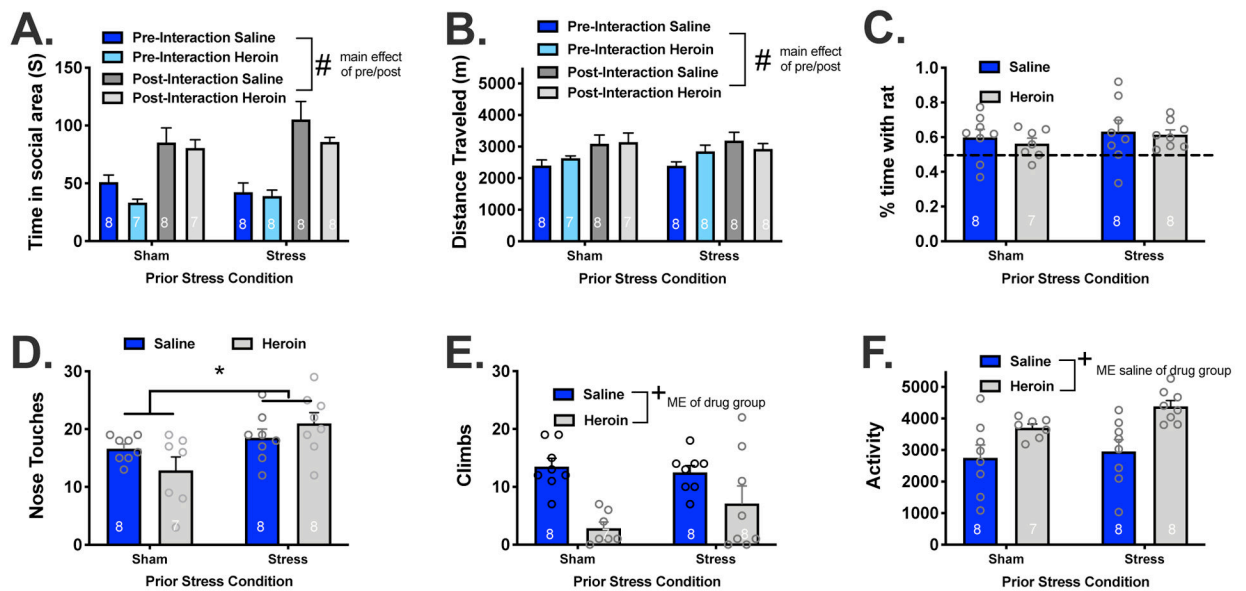 A.
Pre-Interaction Saline
Pre-Interaction Heroin
Post-Interaction Saline
Post-Interaction Heroin
# main effect
of pre/post
Time in social area (S)
150
100
50
0
8 7 8 7 8 8 8 8
Sham Stress
Prior Stress Condition
B.
Pre-Interaction Saline
Pre-Interaction Heroin
Post-Interaction Saline
Post-Interaction Heroin
# main effect
of pre/post
Distance Traveled (m)
5000
4000
3000
2000
1000
0
8 7 8 7 8 8 8 8
Sham Stress
Prior Stress Condition
C.
Saline
Heroin
% time with rat
1.0
0.8
0.6
0.4
0.2
0.0
8 7 8 8
Sham Stress
Prior Stress Condition
D.
Saline Heroin
*
Nose Touches
30
20
10
0
8 7 8 8
Sham Stress
Prior Stress Condition
E.
Saline
Heroin
+ ME of drug group
Climbs
30
20
10
0
8 8
Sham Stress
Prior Stress Condition
F.
Saline
Heroin
+
ME saline of drug group
Activity
5000
4000
3000
2000
1000
0
8 7 8 8
Sham Stress
Prior Stress Condition